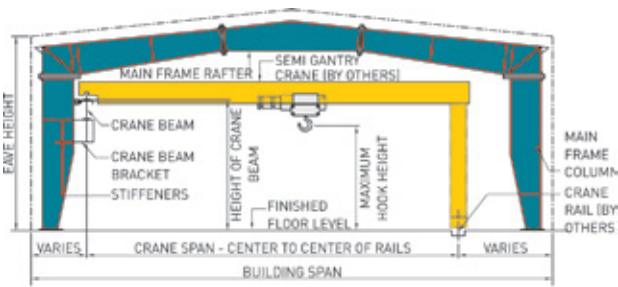 MAIN FRAME RAFTER
SEMI GANTRY
CRANE (BY OTHERS)
EAVE HEIGHT
CRANE BEAM
CRANE BEAM
BRACKET
STIFFENERS
HEIGHT OF CRANE
BEAM
MAXIMUM
HOOK HEIGHT
FINISHED
FLOOR LEVEL
MAIN
FRAME
COLUM
CRANE
RAIL (BY
OTHERS
VARIES
CRANE SPAN - CENTER TO CENTER OF RAILS
VARIES
BUILDING SPAN